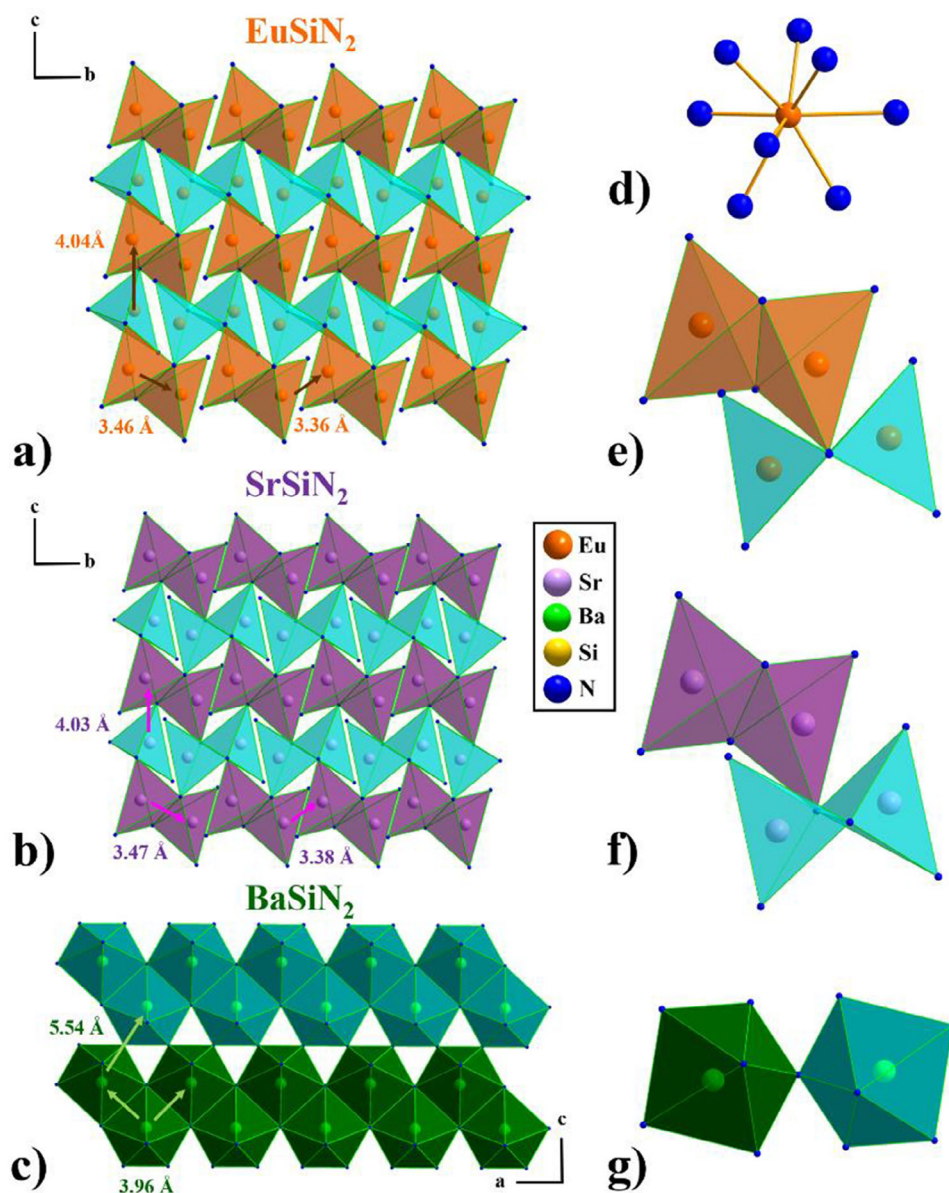 EuSiN₂
c
b
4.04Å
3.46 Å
3.36 Å
a)
SrSiN₂
c
b
4.03 Å
3.47 Å
3.38 Å
b)
BaSiN₂
5.54 Å
3.96 Å
c
a
c)
d)
e)
Eu
Sr
Ba
Si
N
f)
g)